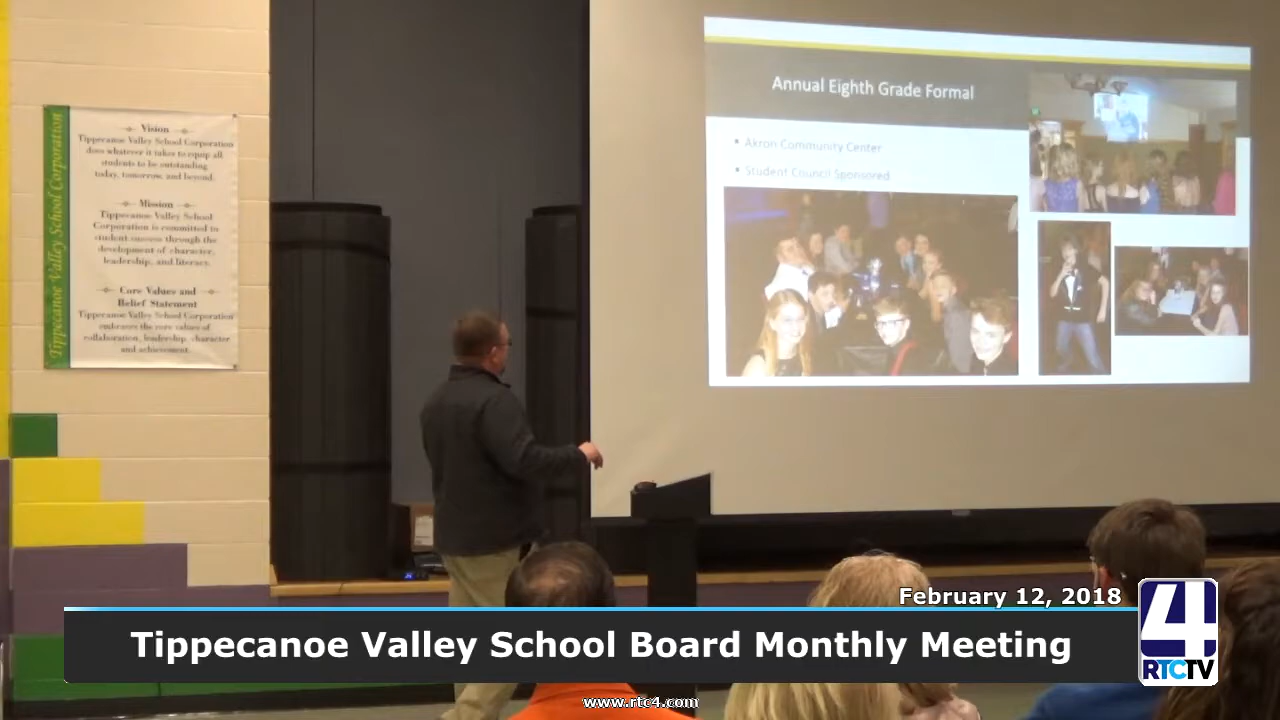 Tippecanoe Valley School Corporation
Vision
Tippecanoe Valley School Corporation
does whatever it takes to equip all
students to be outstanding
today, tomorrow, and beyond.
Mission
Tippecanoe Valley School
Corporation is committed to
student success through the
development of character,
leadership, and literacy.
Core Values and
Belief Statement
Tippecanoe Valley School Corporation
embraces the core values of
collaboration, leadership, character
and achievement.
Annual Eighth Grade Formal
▪ Akron Community Center
▪ Student Council Sponsored
February 12, 2018
Tippecanoe Valley School Board Monthly Meeting
4
RTCTV
www.rtc4.com